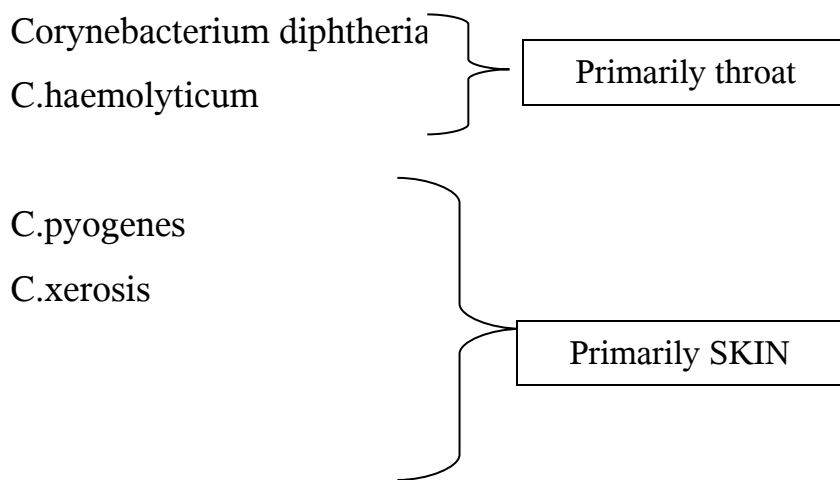 Corynebacterium diphtheria
Primarily throat
C.haemolyticum
C.pyogenes
C.xerosis
Primarily SKIN